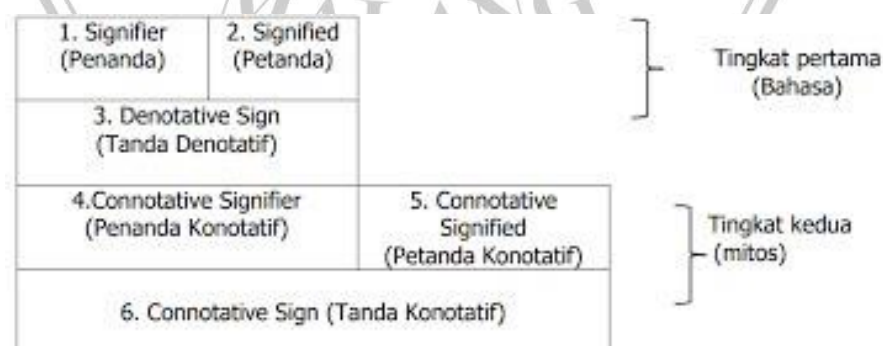 MALANG
1. Signifier
(Penanda)
2. Signified
(Petanda)
Tingkat pertama
(Bahasa)
3. Denotative Sign
(Tanda Denotatif)
4.Connotative Signifier
(Penanda Konotatif)
5. Connotative
Signified
(Petanda Konotatif)
Tingkat kedua
(mitos)
6. Connotative Sign (Tanda Konotatif)